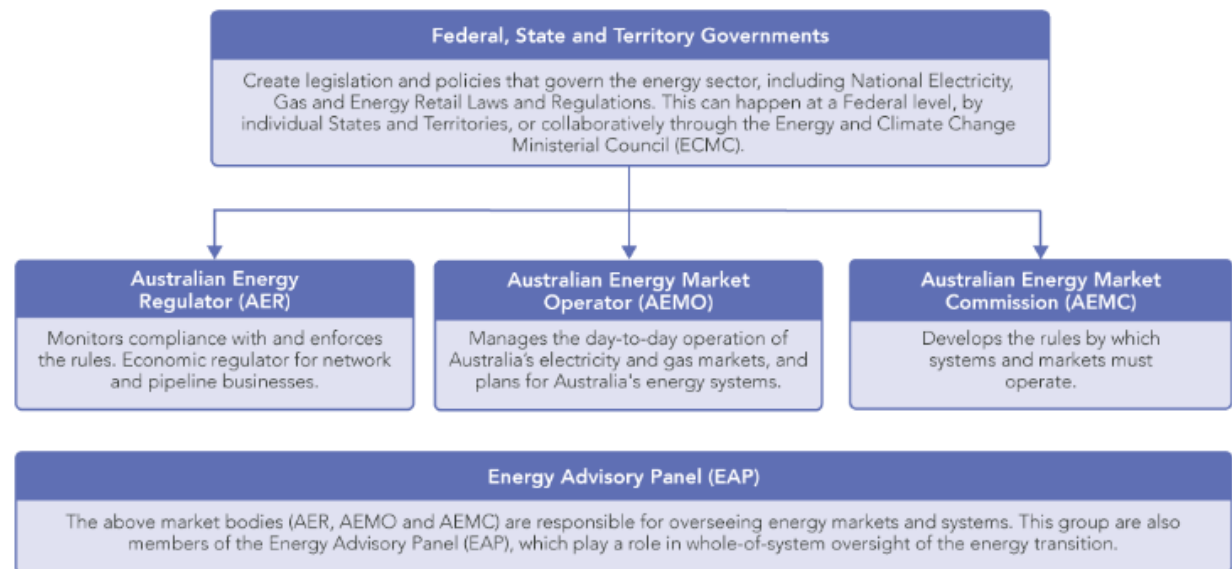 Federal, State and Territory Governments
Create legislation and policies that govern the energy sector, including National Electricity,
Gas and Energy Retail Laws and Regulations. This can happen at a Federal level, by
individual States and Territories, or collaboratively through the Energy and Climate Change
Ministerial Council (ECMC).
Australian Energy
Regulator (AER)
Monitors compliance with and enforces
the rules. Economic regulator for network
and pipeline businesses.
Australian Energy Market
Operator (AEMO)
Manages the day-to-day operation of
Australia's electricity and gas markets, and
plans for Australia's energy systems.
Australian Energy Market
Commission (AEMC)
Develops the rules by which
systems and markets must
operate.
Energy Advisory Panel (EAP)
The above market bodies (AER, AEMO and AEMC) are responsible for overseeing energy markets and systems. This group are also
members of the Energy Advisory Panel (EAP), which play a role in whole-of-system oversight of the energy transition.